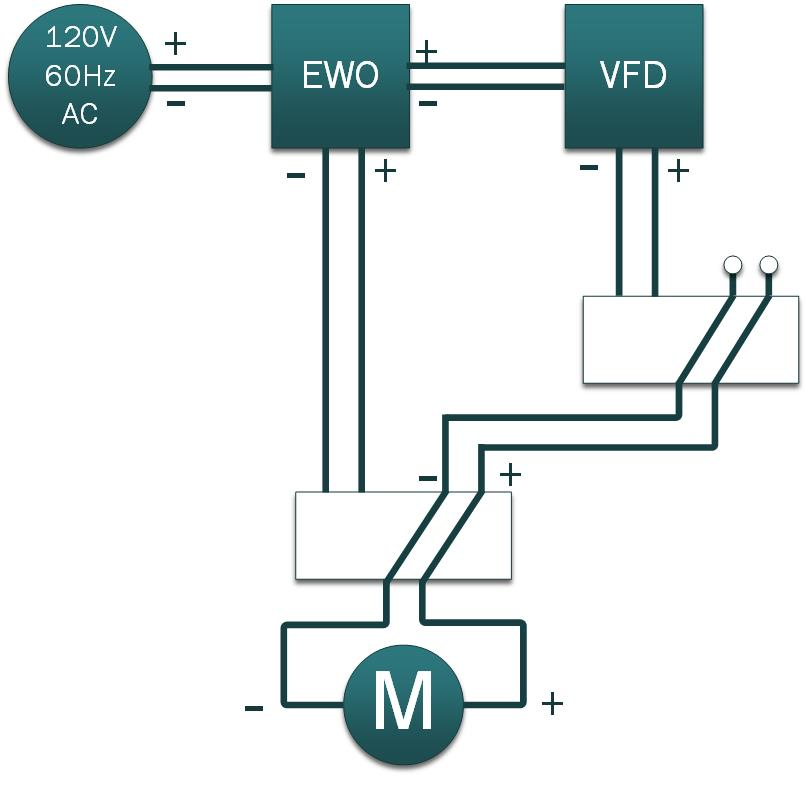 120V
60Hz
AC
+
-
EWO
+
-
VFD
- +
- +
- +
M
- +